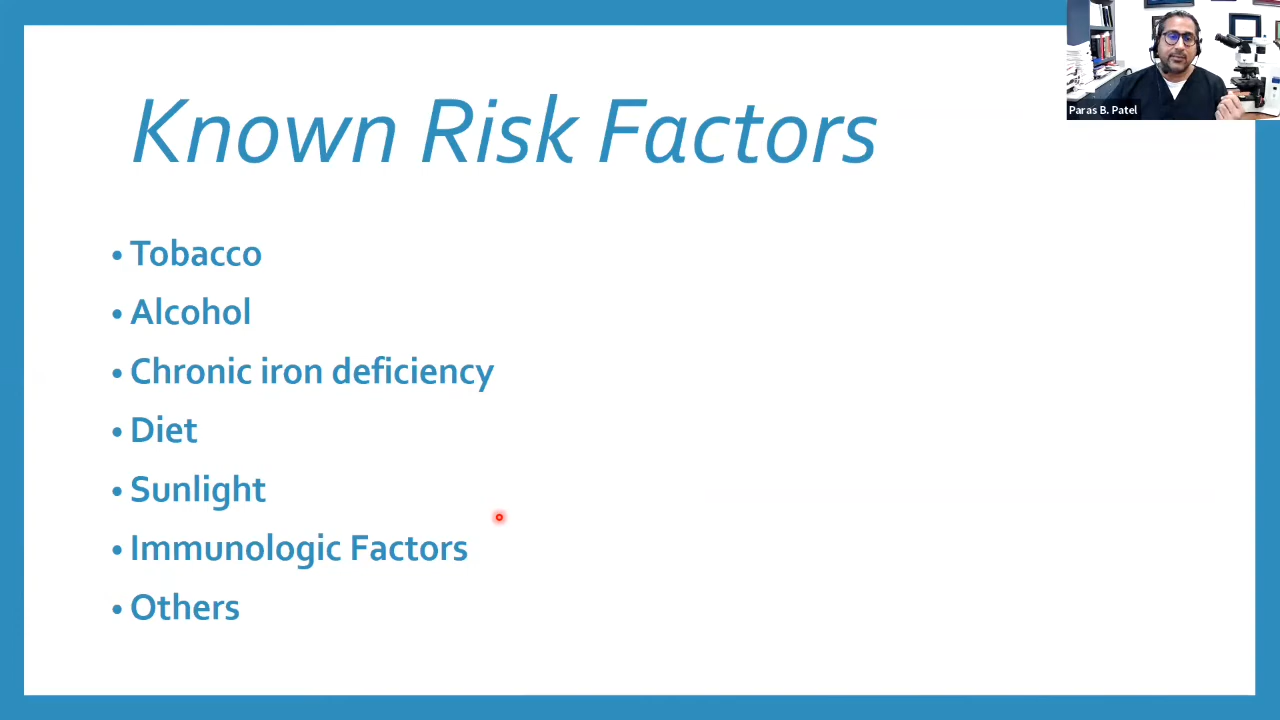 Known Risk Factors
• Tobacco
• Alcohol
• Chronic iron deficiency
• Diet
• Sunlight
• Immunologic Factors
• Others
Paras B. Patel